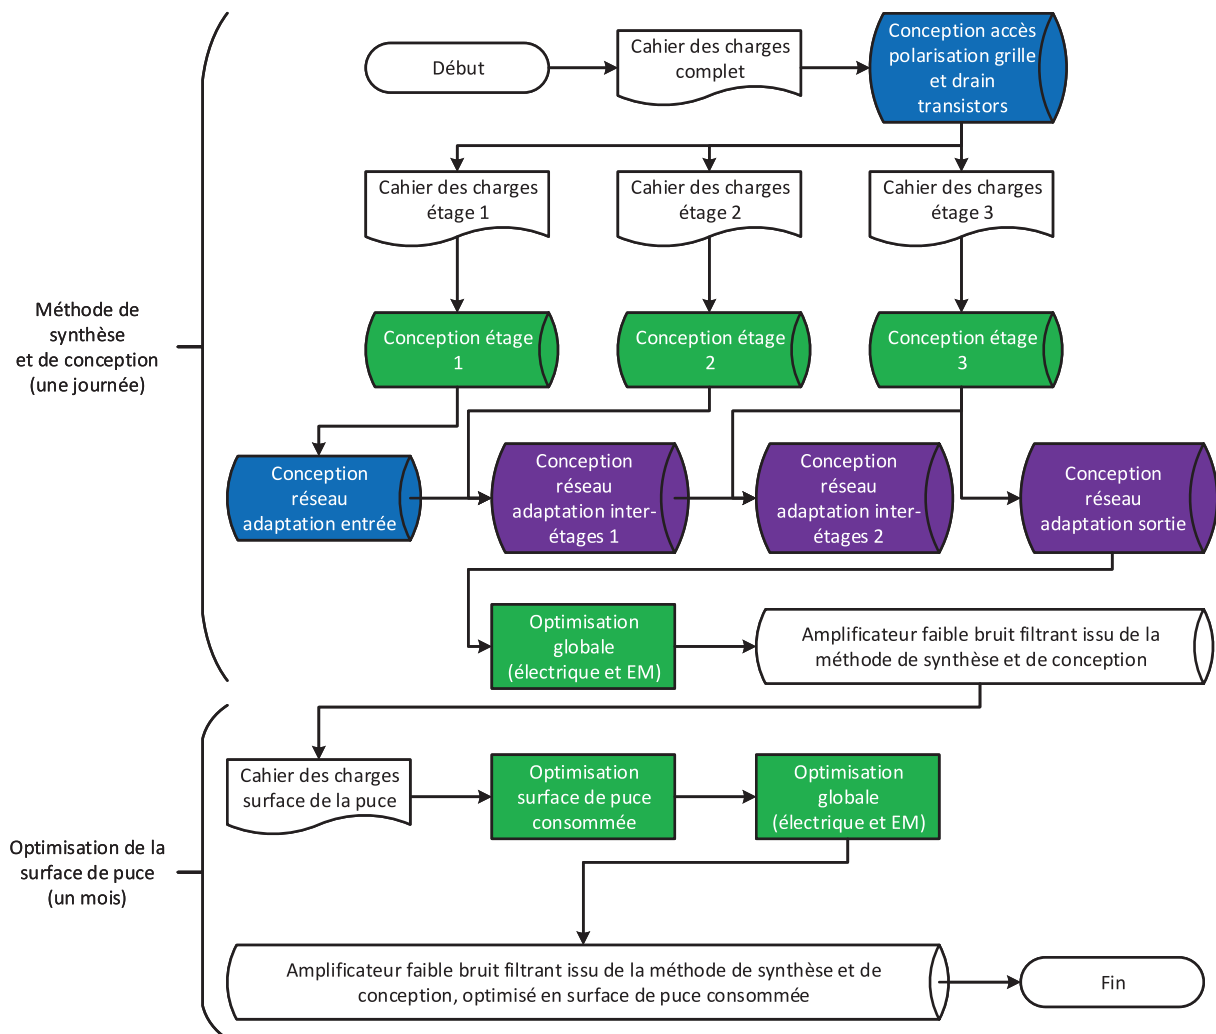 Début
Cahier des charges
complet
Conception accès
polarisation grille
et drain
transistors
Cahier des charges
étage 1
Cahier des charges
étage 2
Cahier des charges
étage 3
Méthode de
synthèse
et de conception
(une journée)
Conception étage
1
Conception étage
2
Conception étage
3
Conception
réseau
adaptation entrée
Conception
réseau
adaptation inter-
étages 1
Conception
réseau
adaptation inter-
étages 2
Conception
réseau
adaptation sortie
Optimisation
globale
(électrique et EM)
Amplificateur faible bruit filtrant issu de la
méthode de synthèse et de conception
Cahier des charges
surface de la puce
Optimisation
surface de puce
consommée
Optimisation
globale
(électrique et EM)
Optimisation de la
surface de puce
(un mois)
Amplificateur faible bruit filtrant issu de la méthode de synthèse et de
conception, optimisé en surface de puce consommée
Fin